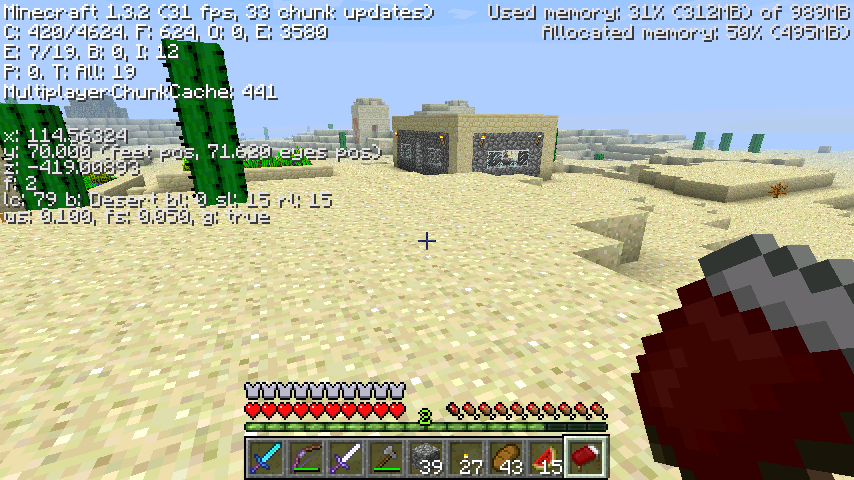 Minecraft 1.3.2 (31 fps, 33 chunk updates)
Used memory: 31% (312MB) of 989MB
C: 420/4624, F: 624, O: 0, E: 3580
Allocated memory: 50% (495MB)
E: 7/19, B: 0, I: 12
P: 0, T: All: 19
MultiplayerChunkCache: 441
x: 114.56324
y: 70.000 (feet pos, 71.620 eyes pos)
z: -419.00893
f: 2
lc: 79 b: Desert bl: 0 sl: 15 rl: 15
ws: 0.100, fs: 0.050, g: true
8
39 27 43 15